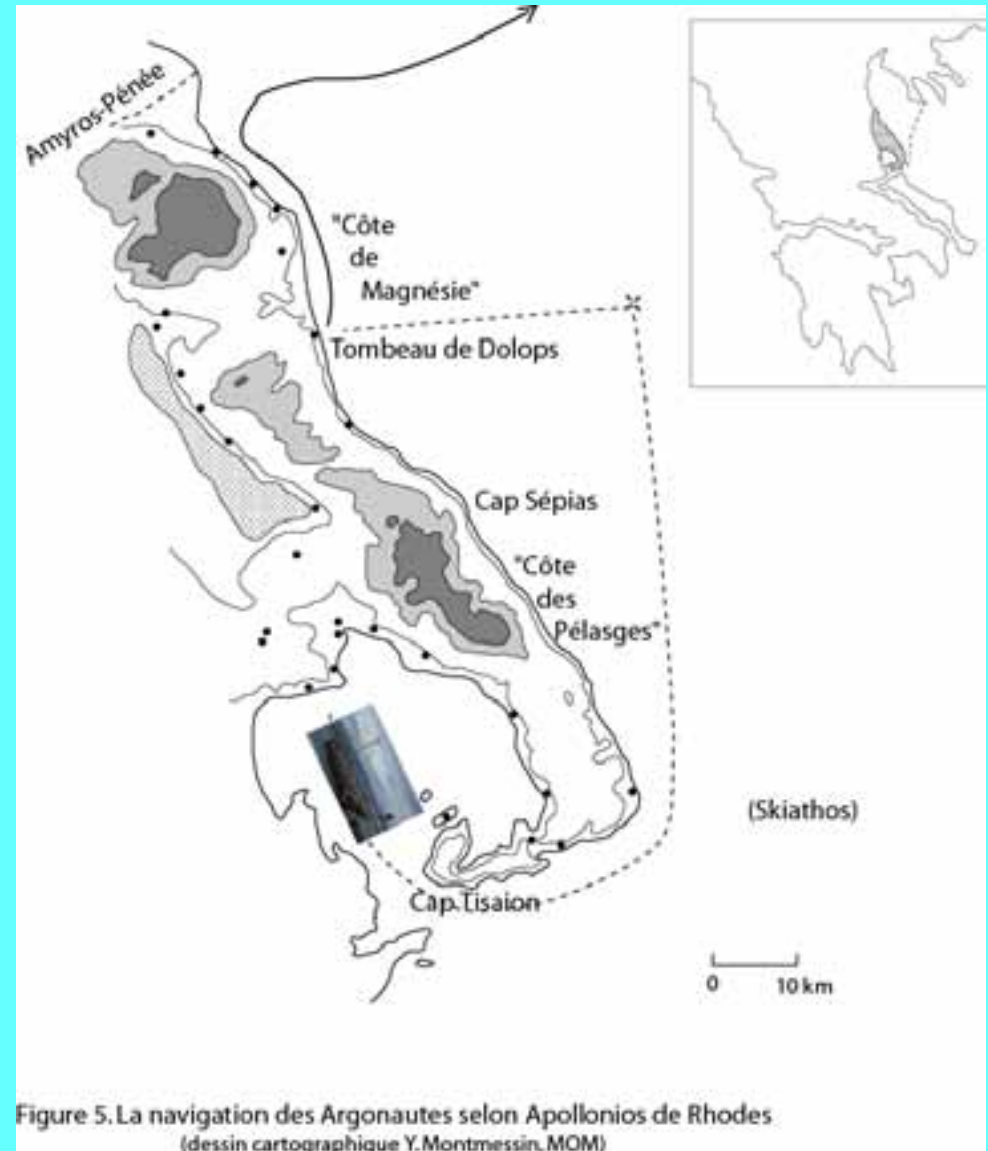 Amyros-Pénée
"Côte
de
Magnésie"
Tombeau de Dolops
Cap Sépias
"Côte
des
Pélasges"
(Skiathos)
Cap Tisaion
0 10 km
Figure 5. La navigation des Argonautes selon Apollonios de Rhodes
(dessin cartographique Y. Montmessin, MOM)